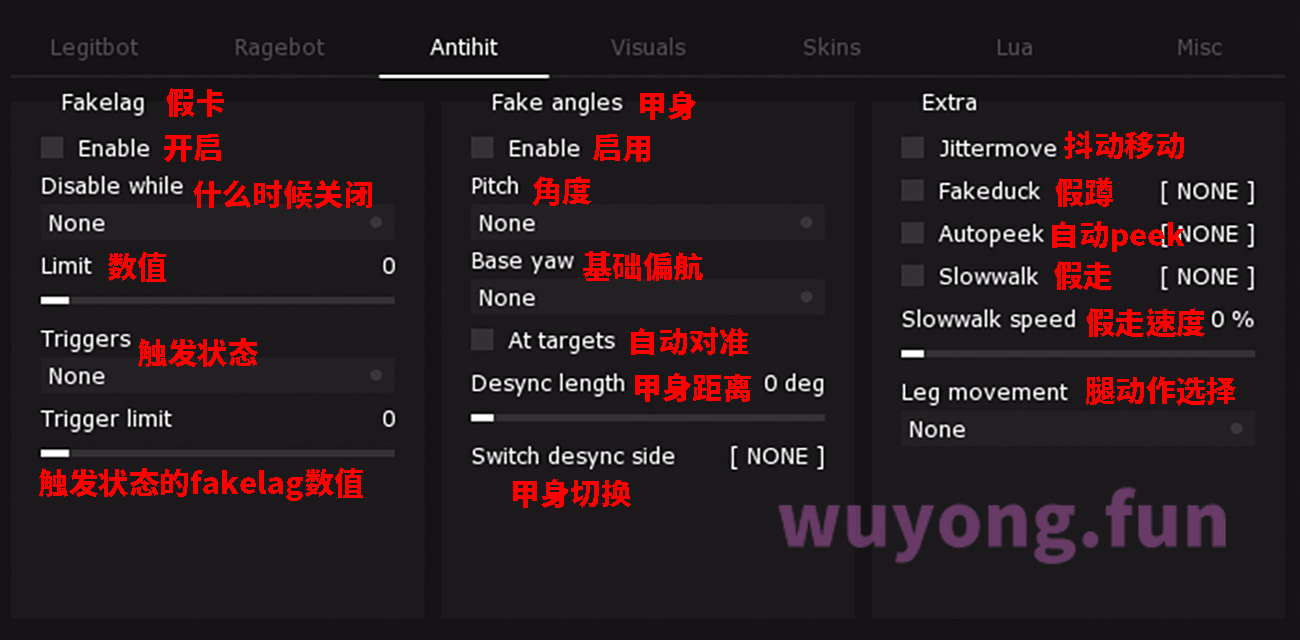 Legitbot Ragebot Antihit Visuals Skins Lua Misc
Fakelag 假卡
Enable 开启
Disable while 什么时候关闭
None
Limit 数值 0
Triggers 触发状态
None
Trigger limit 0
触发状态的fakelag数值
Fake angles 甲身
Enable 启用
Pitch 角度
None
Base yaw 基础偏航
None
At targets 自动对准
Desync length 甲身距离 0 deg
Switch desync side [ NONE ]
甲身切换
Extra
Jittermove 抖动移动
Fakeduck 假蹲 [ NONE ]
Autopeek 自动peek [ NONE ]
Slowwalk 假走 [ NONE ]
Slowwalk speed 假走速度 0 %
Leg movement 腿动作选择
None
wuyong.fun